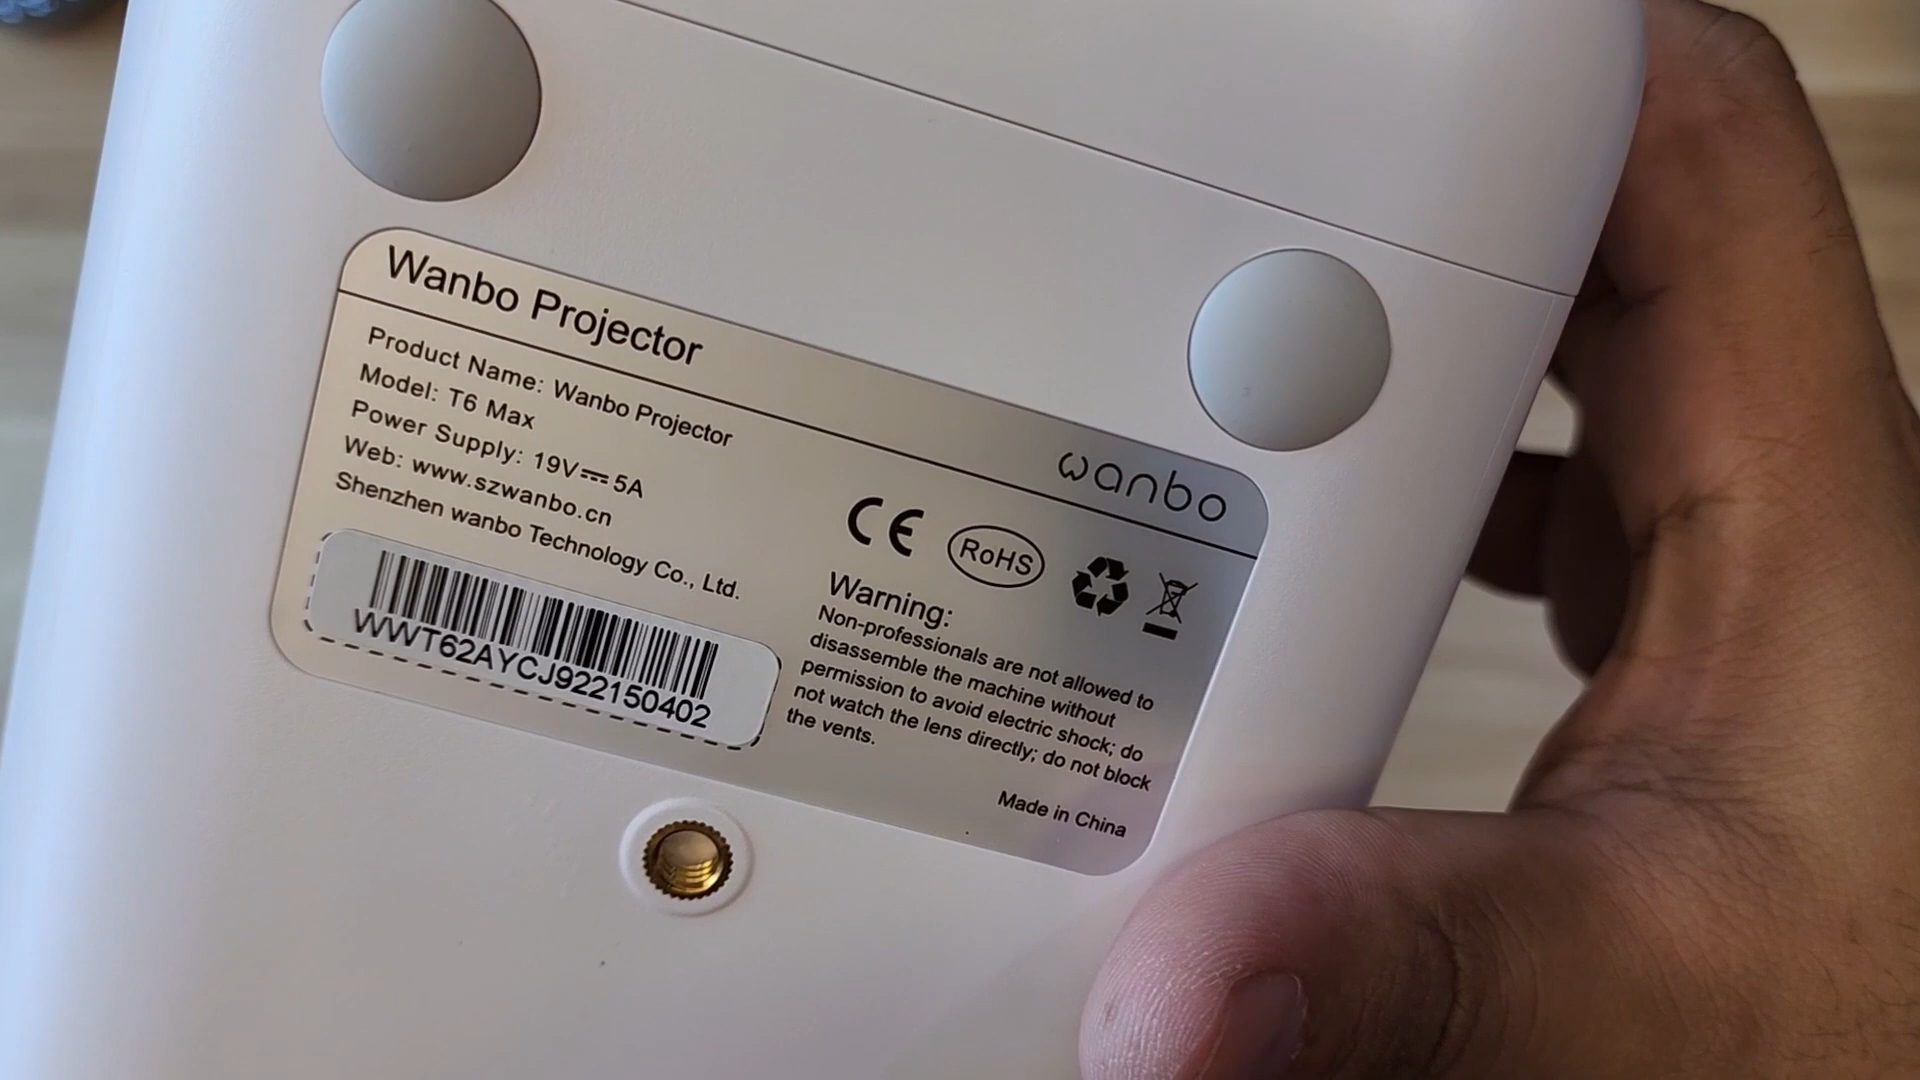 Wanbo Projector
wanbo
Product Name: Wanbo Projector
Model: T6 Max
Power Supply: 19V⎓5A
Web: www.szwanbo.cn
Shenzhen wanbo Technology Co., Ltd.
WWT62AYCJ922150402
CE RoHS
Warning:
Non-professionals are not allowed to
disassemble the machine without
permission to avoid electric shock; do
not watch the lens directly; do not block
the vents.
Made in China